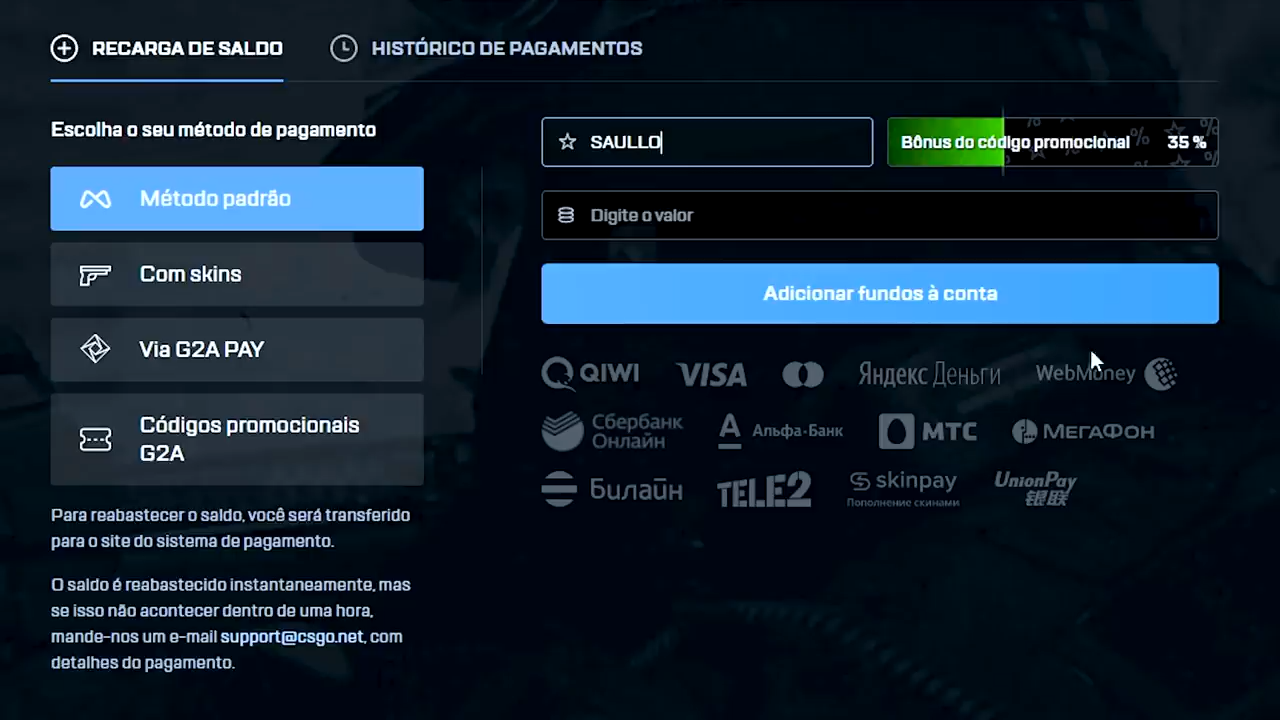 RECARGA DE SALDO
HISTÓRICO DE PAGAMENTOS
Escolha o seu método de pagamento
Método padrão
Com skins
Via G2A PAY
Códigos promocionais
G2A
Para reabastecer o saldo, você será transferido
para o site do sistema de pagamento.
O saldo é reabastecido instantaneamente, mas
se isso não acontecer dentro de uma hora,
mande-nos um e-mail support@csgo.net, com
detalhes do pagamento.
SAULLO
Bônus do código promocional 35 %
Digite o valor
Adicionar fundos à conta
QIWI VISA Яндекс Деньги WebMoney
Сбербанк
Онлайн
Альфа·Банк
МТС
МЕГАФОН
Билайн
TELE2
skinpay
Пополнение скинами
UnionPay
银联